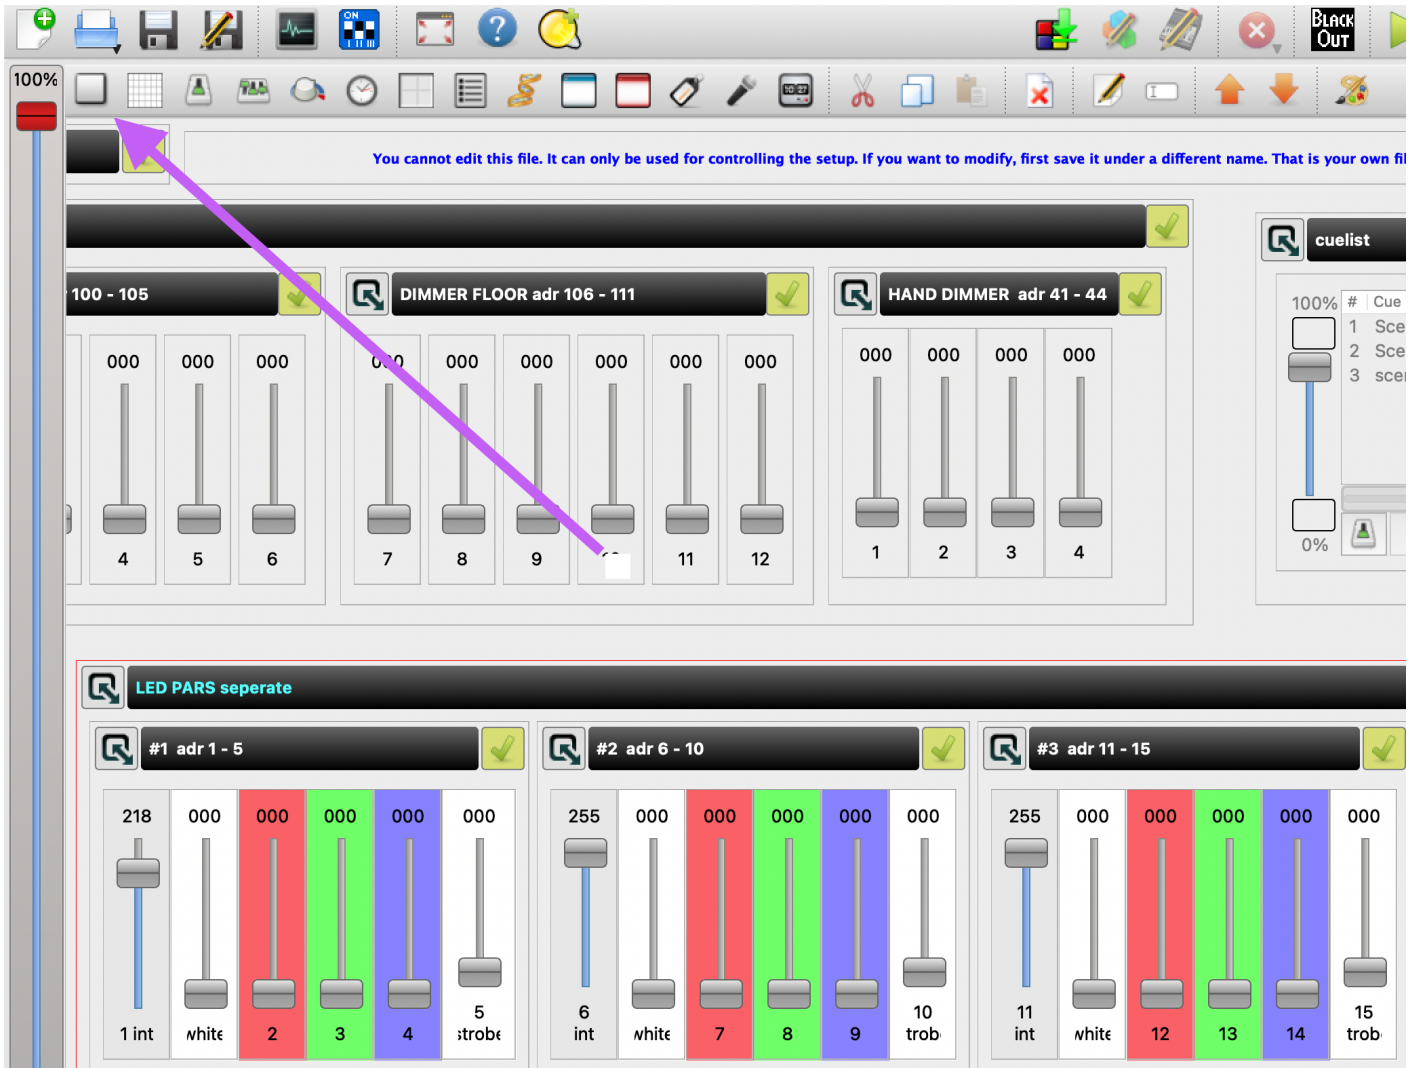 ON
BLACK
OUT
100%
10:27
You cannot edit this file. It can only be used for controlling the setup. If you want to modify, first save it under a different name. That is your own fi
100 - 105
DIMMER FLOOR adr 106 - 111
HAND DIMMER adr 41 - 44
cuelist
000 000 000
000 000 000 000 000 000
000 000 000 000
4 5 6
7 8 9 11 12
1 2 3 4
100%
# Cue
1 Sce
2 Sce
3 scer
0%
LED PARS seperate
#1 adr 1 - 5
#2 adr 6 - 10
#3 adr 11 - 15
218 000 000 000 000 000
255 000 000 000 000 000
255 000 000 000 000 000
1 int white 2 3 4 5 strobe
6 int white 7 8 9 10 trob
11 int white 12 13 14 15 trob